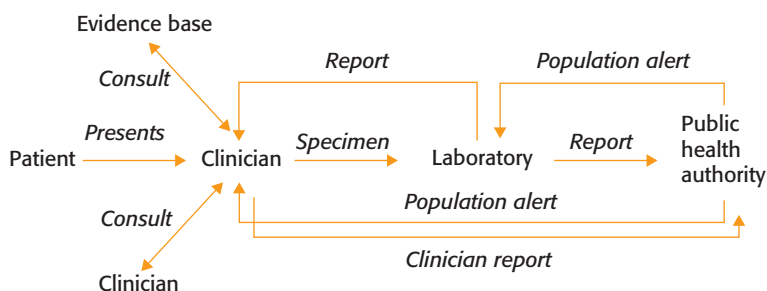 Evidence base
Consult
Report
Population alert
Presents
Specimen
Report
Patient
Clinician
Laboratory
Public
health
authority
Consult
Population alert
Clinician report
Clinician